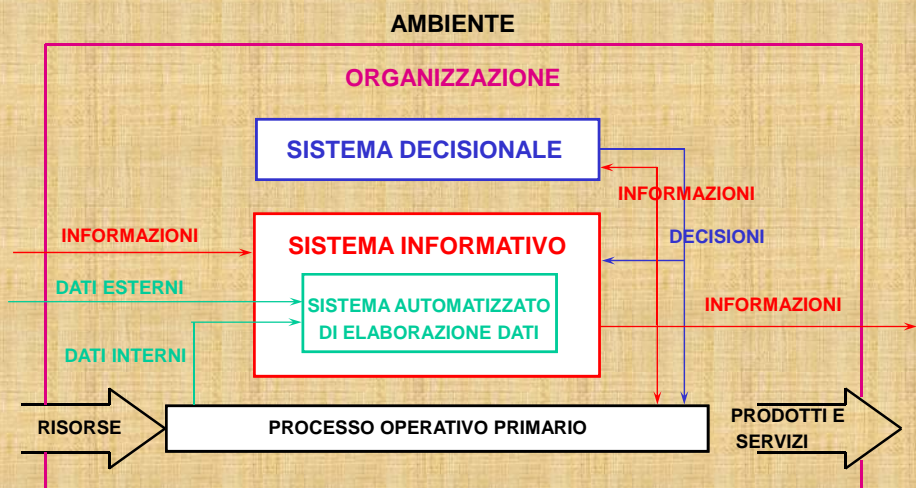 AMBIENTE
ORGANIZZAZIONE
SISTEMA DECISIONALE
INFORMAZIONI
INFORMAZIONI
SISTEMA INFORMATIVO
DECISIONI
DATI ESTERNI
SISTEMA AUTOMATIZZATO
DI ELABORAZIONE DATI
INFORMAZIONI
DATI INTERNI
RISORSE
PROCESSO OPERATIVO PRIMARIO
PRODOTTI E
SERVIZI